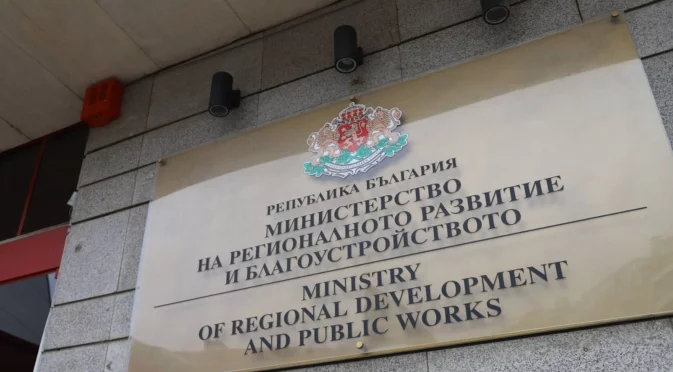 РЕПУБЛИКА БЪЛГАРИЯ
МИНИСТЕРСТВО
НА РЕГИОНАЛНОТО РАЗВИТИЕ
И БЛАГОУСТРОЙСТВОТО
MINISTRY
OF REGIONAL DEVELOPMENT
AND PUBLIC WORKS